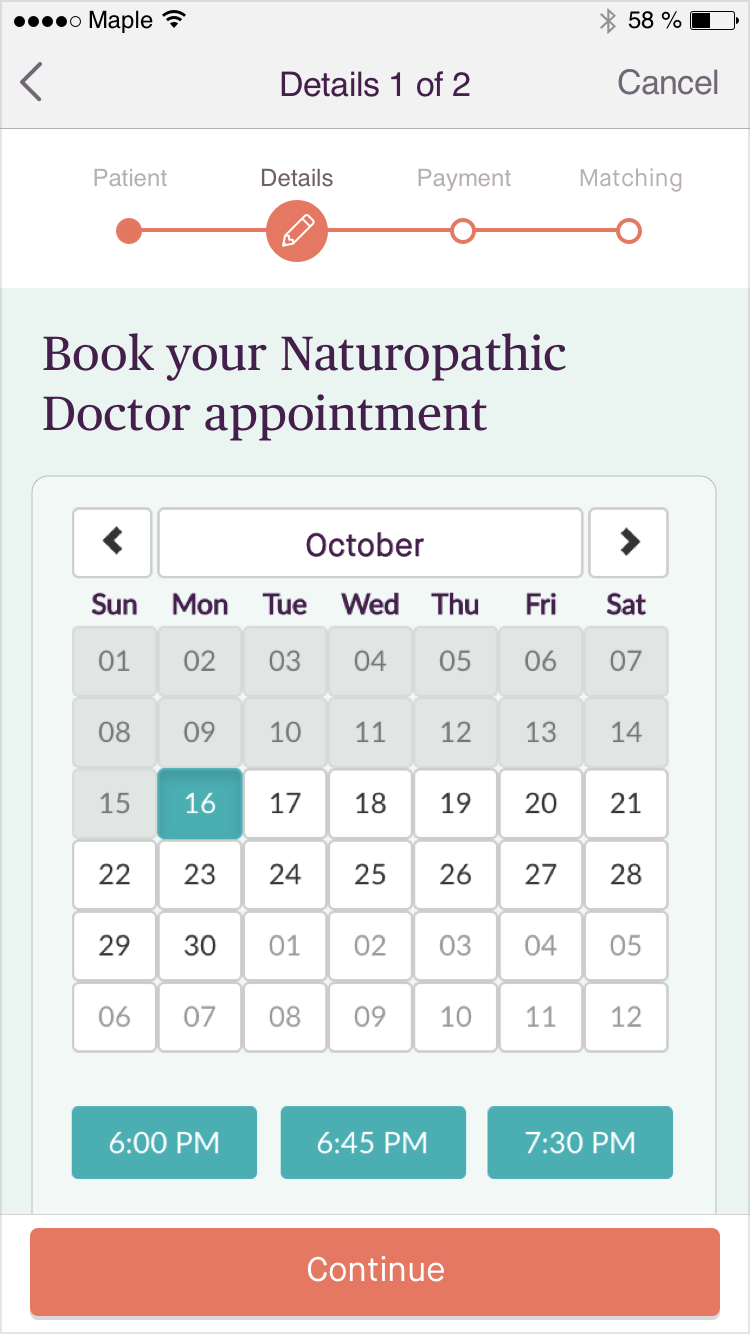 Maple 58 %
Details 1 of 2 Cancel
Patient Details Payment Matching
Book your Naturopathic
Doctor appointment
October
Sun Mon Tue Wed Thu Fri Sat
01 02 03 04 05 06 07
08 09 10 11 12 13 14
15 16 17 18 19 20 21
22 23 24 25 26 27 28
29 30 01 02 03 04 05
06 07 08 09 10 11 12
6:00 PM 6:45 PM 7:30 PM
Continue